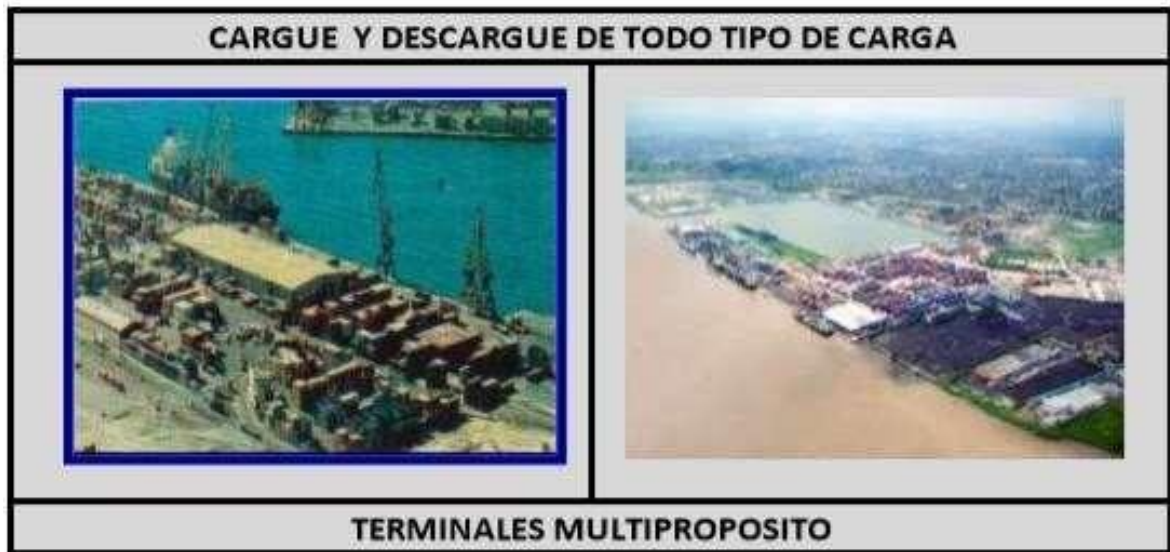 CARGUE Y DESCARGUE DE TODO TIPO DE CARGA
TERMINALES MULTIPROPOSITO